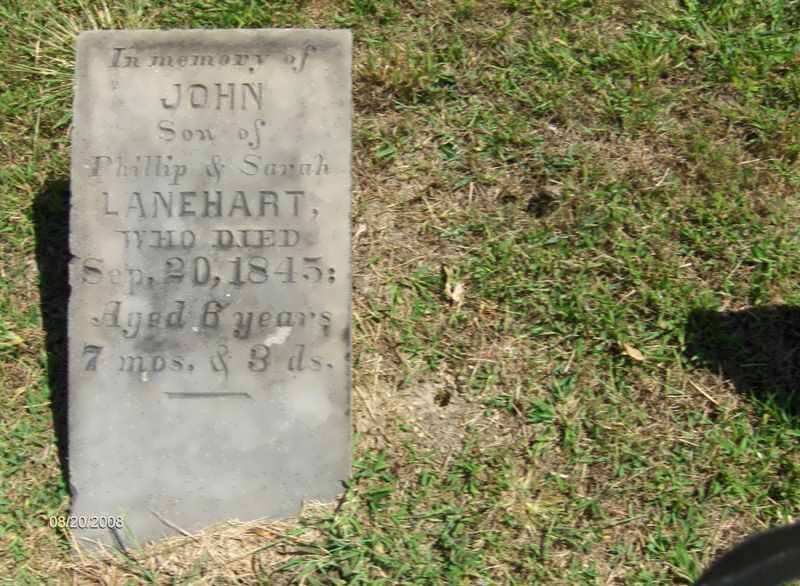 In memory of
JOHN
Son of
Phillip & Sarah
LANEHART,
WHO DIED
Sep. 20, 1845:
Aged 6 years
7 mos. & 3 ds.
08/20/2008